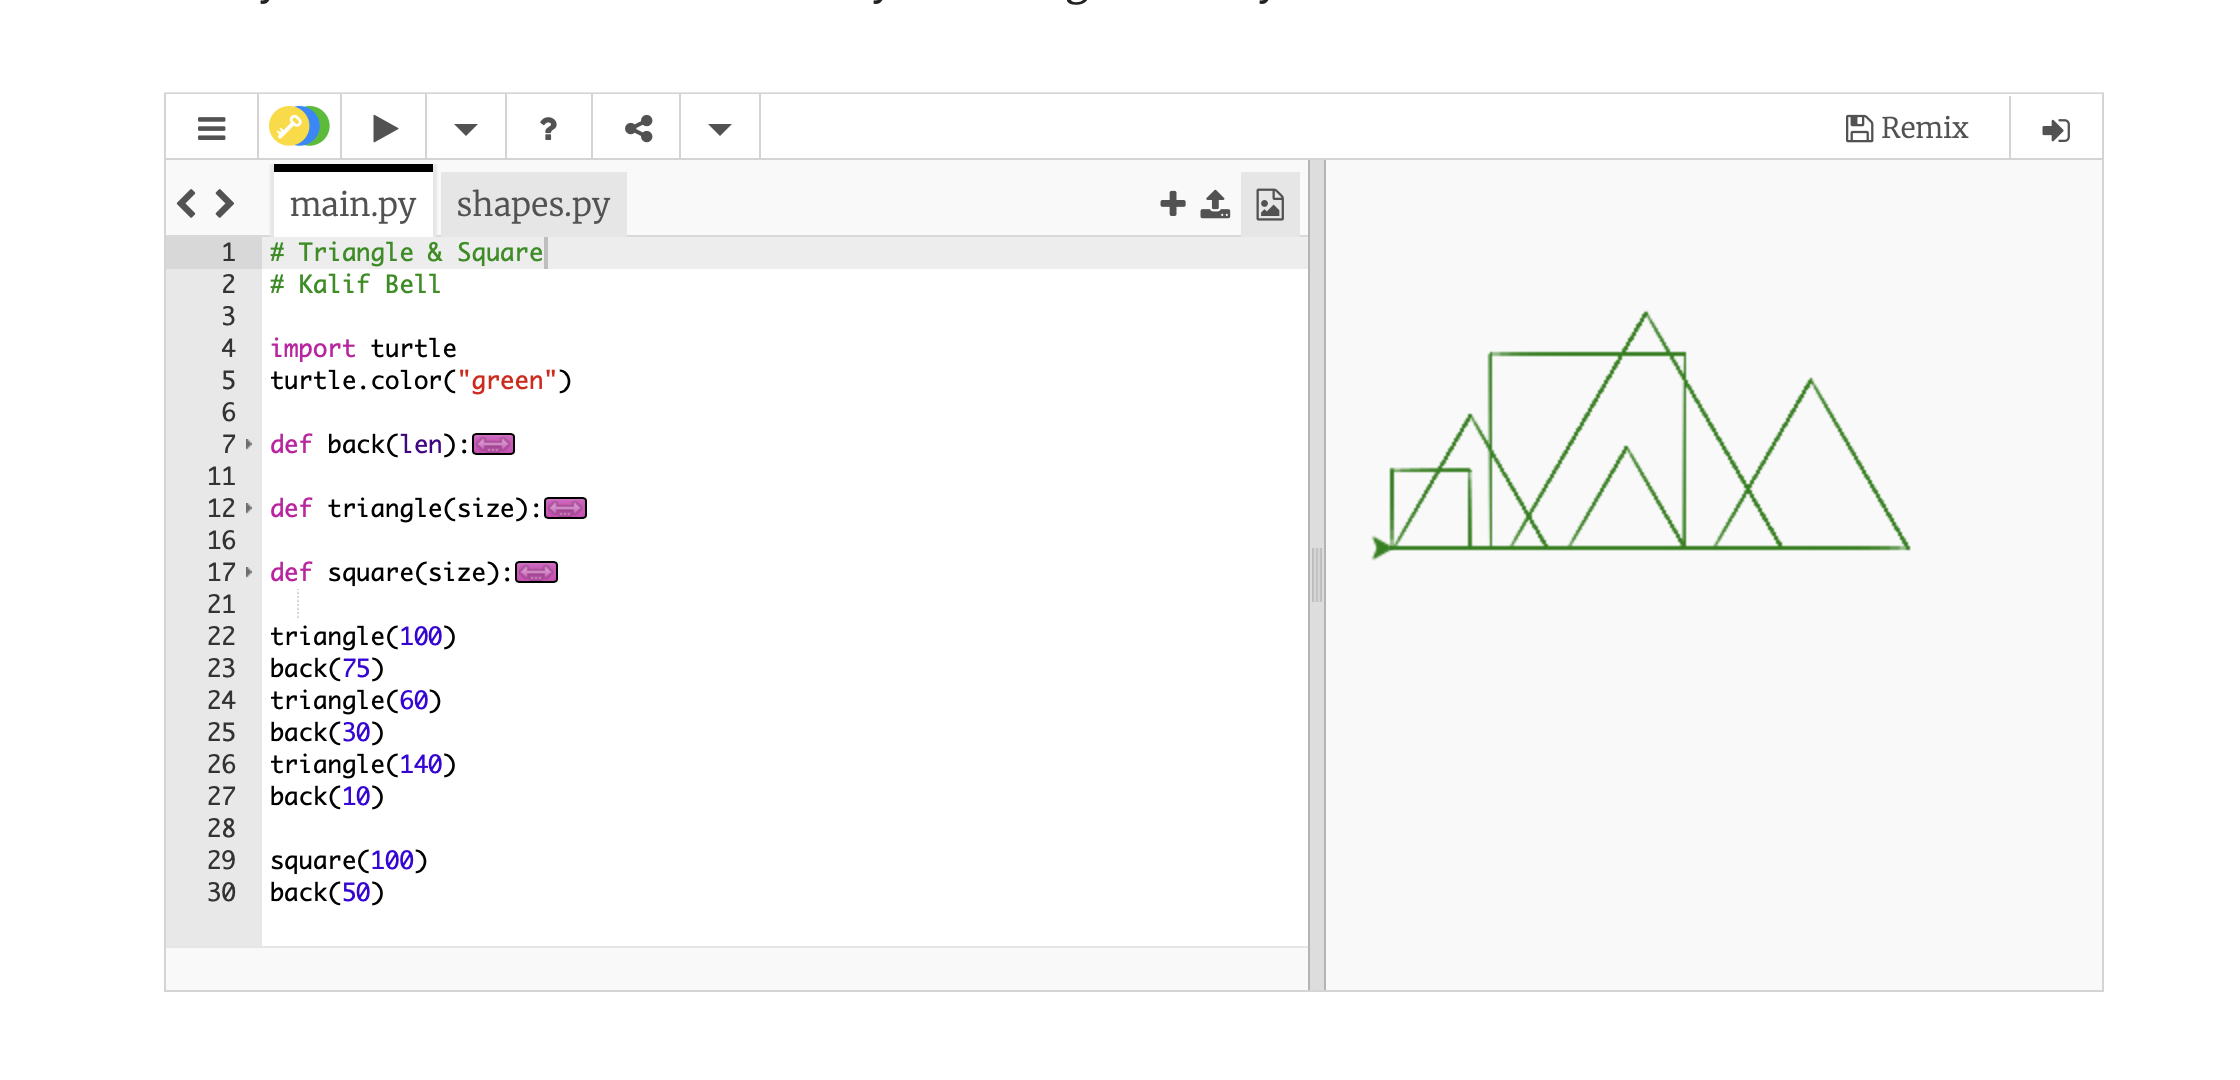 ? Remix
main.py shapes.py
1 # Triangle & Square
2 # Kalif Bell
3
4 import turtle
5 turtle.color("green")
6
7 def back(len):
11
12 def triangle(size):
16
17 def square(size):
21
22 triangle(100)
23 back(75)
24 triangle(60)
25 back(30)
26 triangle(140)
27 back(10)
28
29 square(100)
30 back(50)